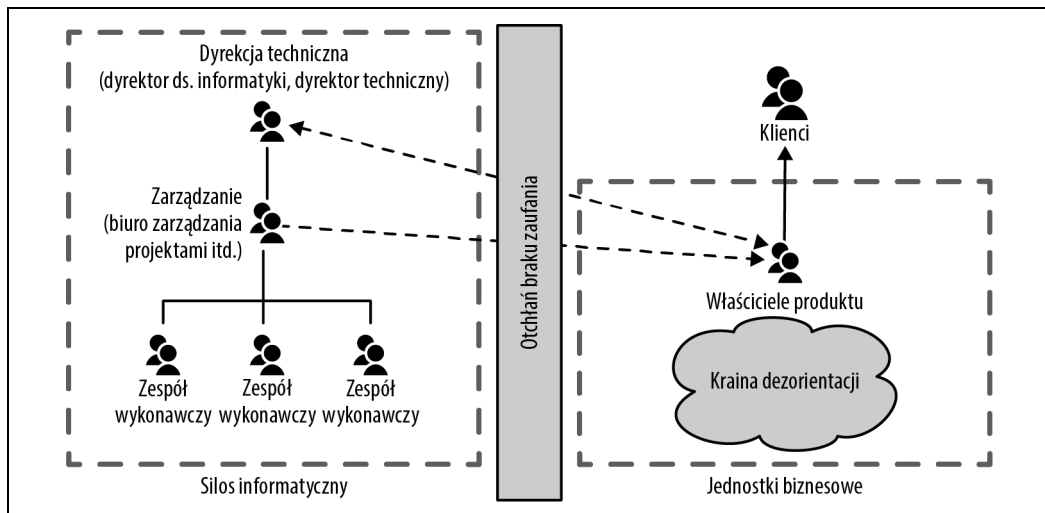 Dyrekcja techniczna
(dyrektor ds. informatyki, dyrektor techniczny)
Zarządzanie
(biuro zarządzania
projektami itd.)
Zespół
wykonawczy
Zespół
wykonawczy
Zespół
wykonawczy
Silos informatyczny
Otchłań braku zaufania
Klienci
Właściciele produktu
Kraina dezorientacji
Jednostki biznesowe